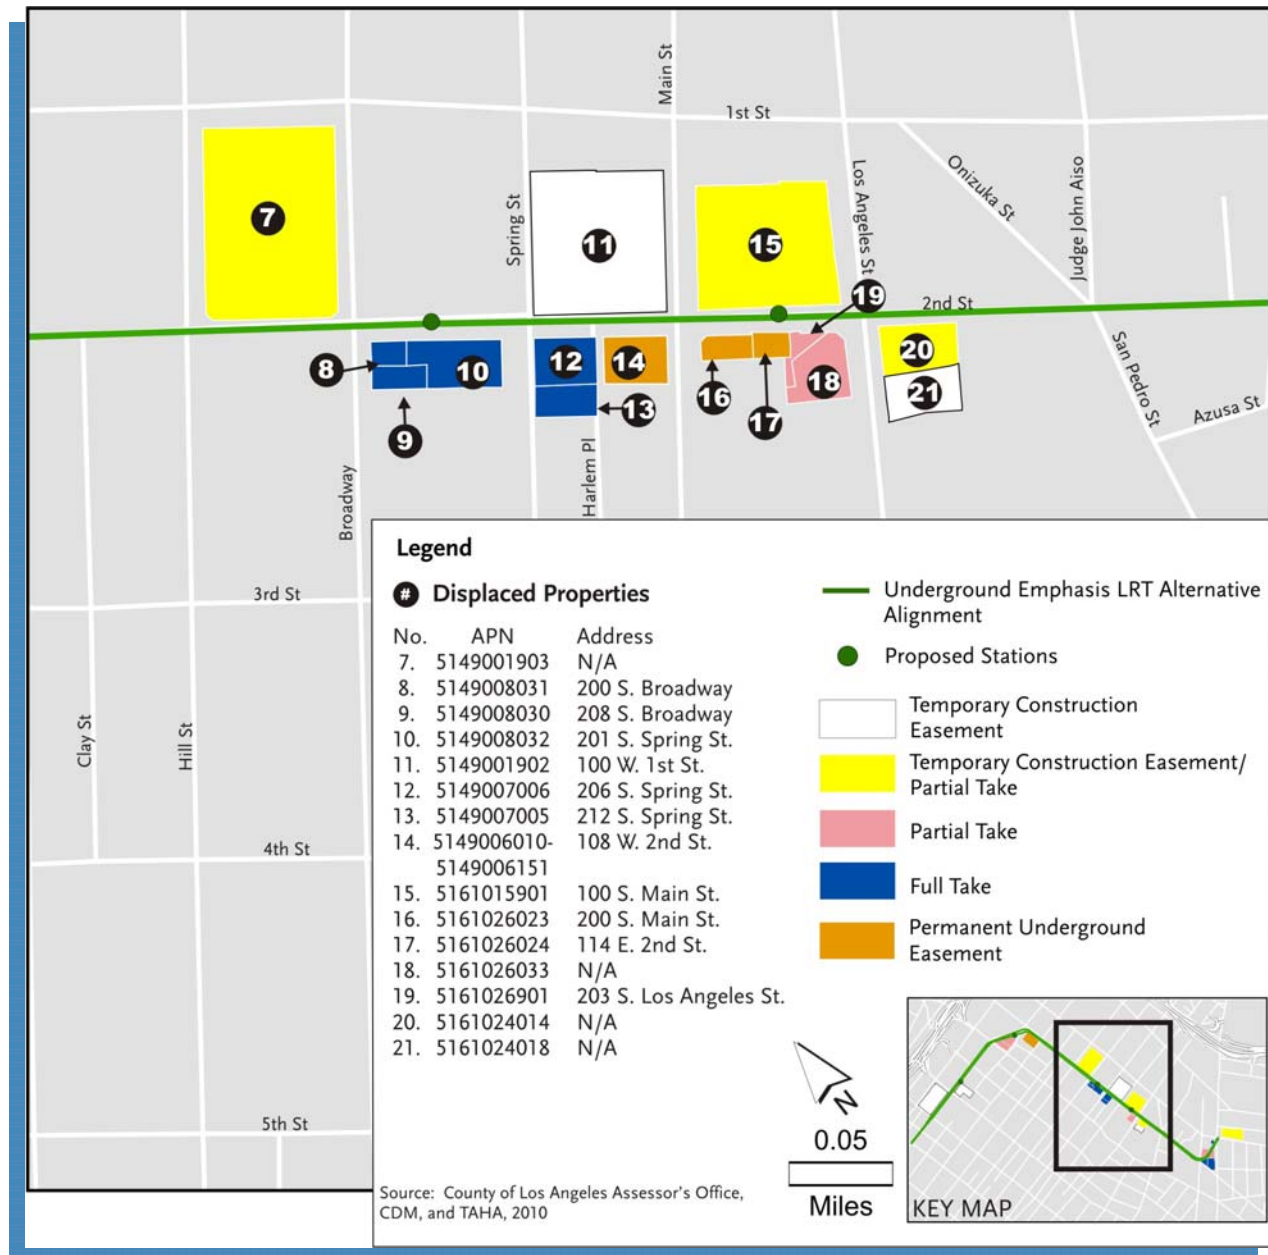 Main St
1st St
Spring St
Los Angeles St
Onizuka St
Judge John Aiso
7
11
15
19
2nd St
8
10
12
14
16
17
18
20
21
9
13
San Pedro St
Azusa St
Broadway
Harlem Pl
3rd St
Clay St
Hill St
4th St
5th St
Legend
# Displaced Properties
No. APN Address
7. 5149001903 N/A
8. 5149008031 200 S. Broadway
9. 5149008030 208 S. Broadway
10. 5149008032 201 S. Spring St.
11. 5149001902 100 W. 1st St.
12. 5149007006 206 S. Spring St.
13. 5149007005 212 S. Spring St.
14. 5149006010- 108 W. 2nd St.
5149006151
15. 5161015901 100 S. Main St.
16. 5161026023 200 S. Main St.
17. 5161026024 114 E. 2nd St.
18. 5161026033 N/A
19. 5161026901 203 S. Los Angeles St.
20. 5161024014 N/A
21. 5161024018 N/A
Underground Emphasis LRT Alternative
Alignment
Proposed Stations
Temporary Construction
Easement
Temporary Construction Easement/
Partial Take
Partial Take
Full Take
Permanent Underground
Easement
N
0.05
Miles
Source: County of Los Angeles Assessor's Office,
CDM, and TAHA, 2010
KEY MAP